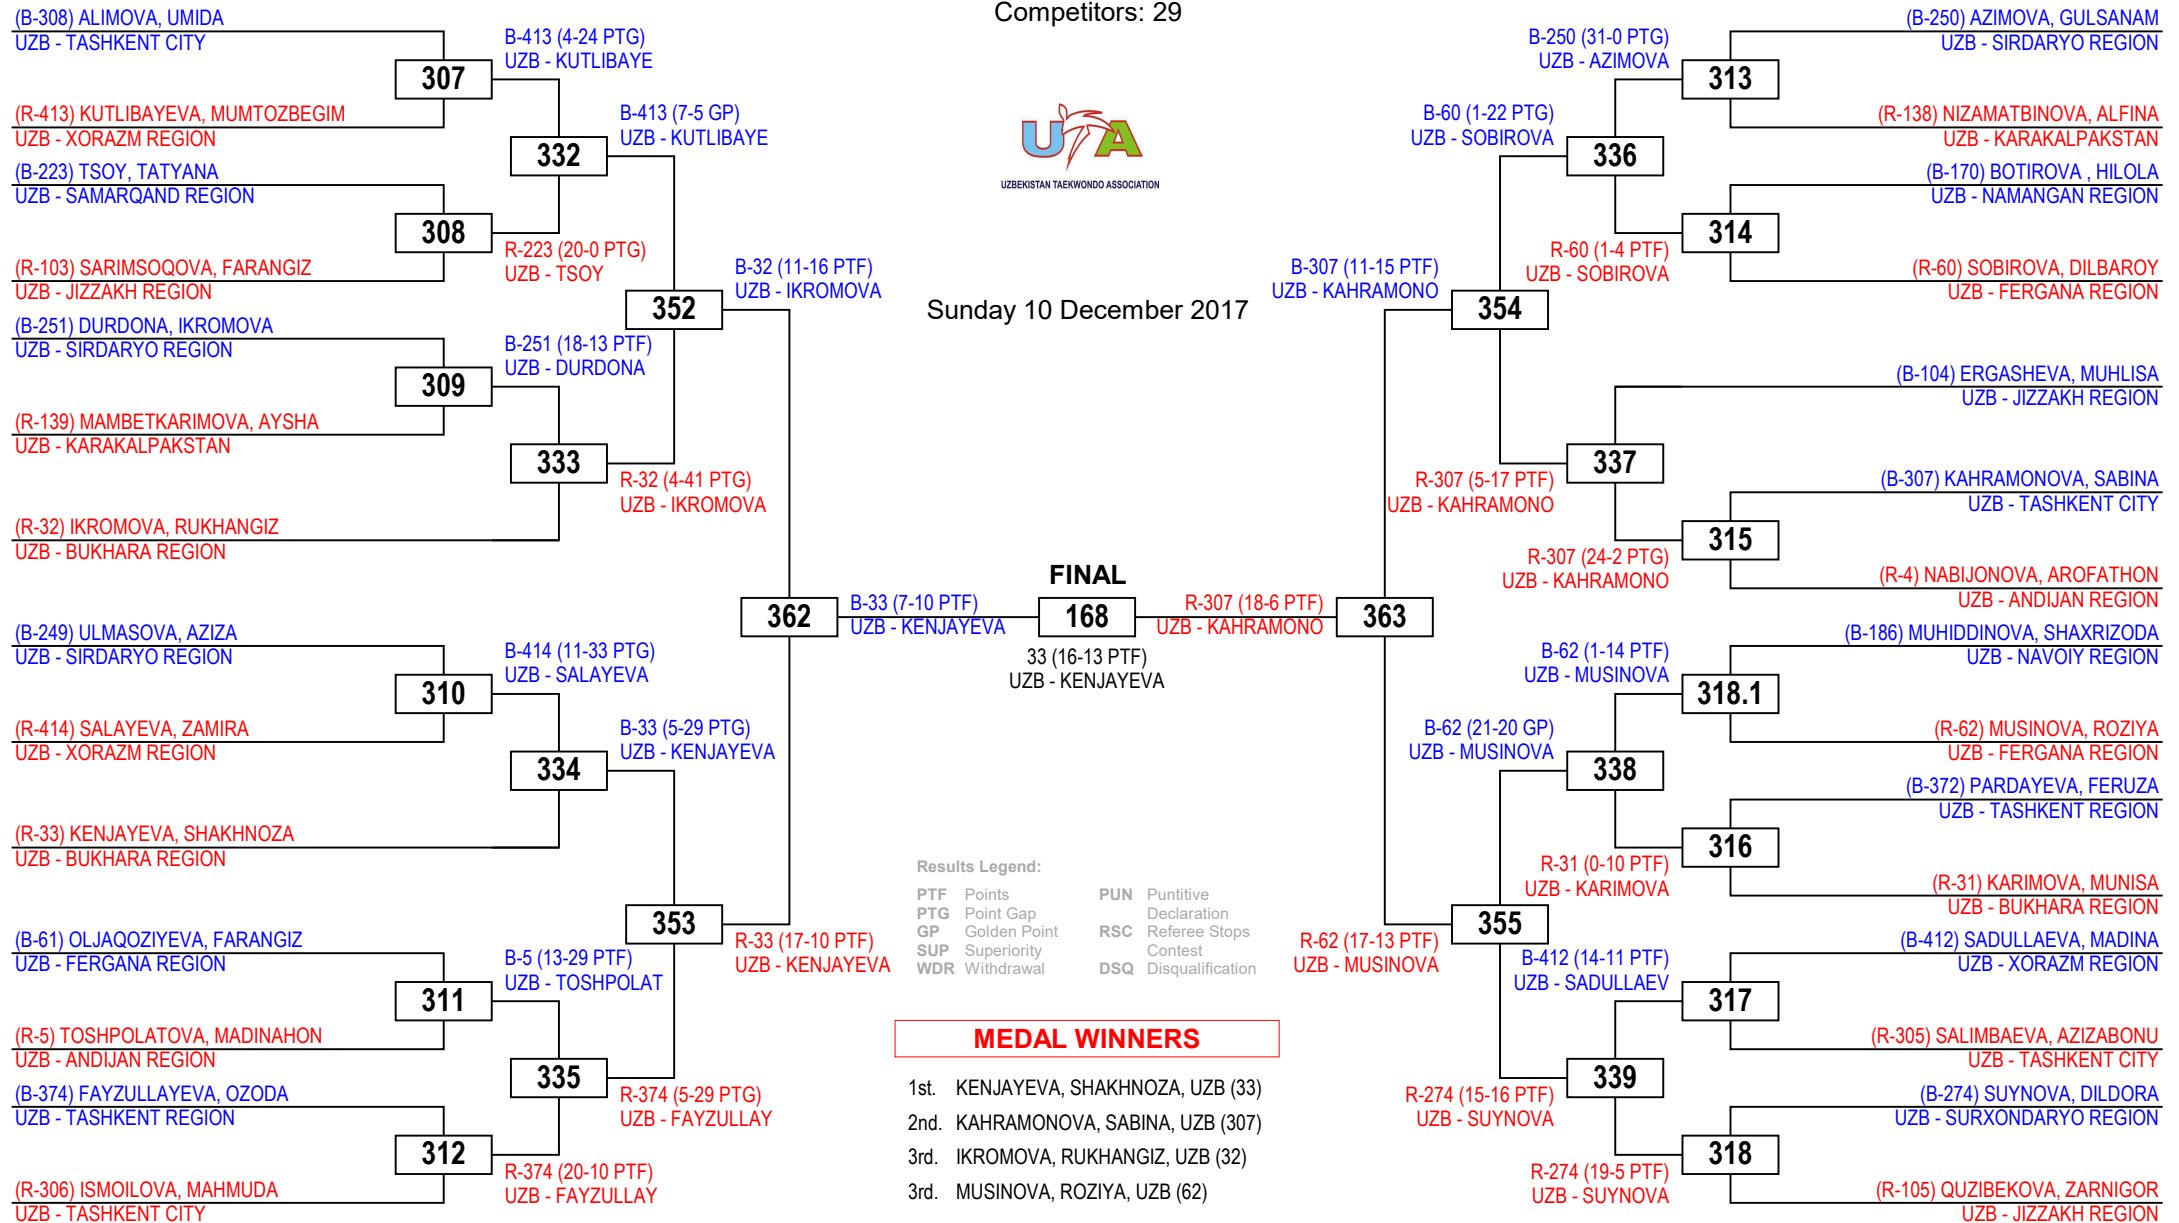 Competitors: 29
UTA
UZBEKISTAN TAEKWONDO ASSOCIATION
Sunday 10 December 2017
(B-308) ALIMOVA, UMIDA
UZB - TASHKENT CITY
307
(R-413) KUTLIBAYEVA, MUMTOZBEGIM
UZB - XORAZM REGION
(B-223) TSOY, TATYANA
UZB - SAMARQAND REGION
308
(R-103) SARIMSOQOVA, FARANGIZ
UZB - JIZZAKH REGION
(B-251) DURDONA, IKROMOVA
UZB - SIRDARYO REGION
309
(R-139) MAMBETKARIMOVA, AYSHA
UZB - KARAKALPAKSTAN
(R-32) IKROMOVA, RUKHANGIZ
UZB - BUKHARA REGION
(B-249) ULMASOVA, AZIZA
UZB - SIRDARYO REGION
310
(R-414) SALAYEVA, ZAMIRA
UZB - XORAZM REGION
(R-33) KENJAYEVA, SHAKHNOZA
UZB - BUKHARA REGION
(B-61) OLJAQOZIYEVA, FARANGIZ
UZB - FERGANA REGION
311
(R-5) TOSHPOLATOVA, MADINAHON
UZB - ANDIJAN REGION
(B-374) FAYZULLAYEVA, OZODA
UZB - TASHKENT REGION
312
(R-306) ISMOILOVA, MAHMUDA
UZB - TASHKENT CITY
B-413 (4-24 PTG)
UZB - KUTLIBAYE
332
R-223 (20-0 PTG)
UZB - TSOY
B-251 (18-13 PTF)
UZB - DURDONA
333
B-414 (11-33 PTG)
UZB - SALAYEVA
334
B-5 (13-29 PTF)
UZB - TOSHPOLAT
335
R-374 (20-10 PTF)
UZB - FAYZULLAY
B-413 (7-5 GP)
UZB - KUTLIBAYE
352
R-32 (4-41 PTG)
UZB - IKROMOVA
B-33 (5-29 PTG)
UZB - KENJAYEVA
353
R-374 (5-29 PTG)
UZB - FAYZULLAY
B-32 (11-16 PTF)
UZB - IKROMOVA
362
R-33 (17-10 PTF)
UZB - KENJAYEVA
B-33 (7-10 PTF)
UZB - KENJAYEVA
FINAL
168
33 (16-13 PTF)
UZB - KENJAYEVA
R-307 (18-6 PTF)
UZB - KAHRAMONO
363
B-307 (11-15 PTF)
UZB - KAHRAMONO
R-62 (17-13 PTF)
UZB - MUSINOVA
B-60 (1-22 PTG)
UZB - SOBIROVA
354
R-307 (5-17 PTF)
UZB - KAHRAMONO
B-62 (21-20 GP)
UZB - MUSINOVA
355
R-274 (15-16 PTF)
UZB - SUYNOVA
B-250 (31-0 PTG)
UZB - AZIMOVA
336
R-60 (1-4 PTF)
UZB - SOBIROVA
337
R-307 (24-2 PTG)
UZB - KAHRAMONO
B-62 (1-14 PTF)
UZB - MUSINOVA
338
R-31 (0-10 PTF)
UZB - KARIMOVA
B-412 (14-11 PTF)
UZB - SADULLAEV
339
R-274 (19-5 PTF)
UZB - SUYNOVA
(B-250) AZIMOVA, GULSANAM
UZB - SIRDARYO REGION
313
(R-138) NIZAMATBINOVA, ALFINA
UZB - KARAKALPAKSTAN
(B-170) BOTIROVA , HILOLA
UZB - NAMANGAN REGION
314
(R-60) SOBIROVA, DILBAROY
UZB - FERGANA REGION
(B-104) ERGASHEVA, MUHLISA
UZB - JIZZAKH REGION
(B-307) KAHRAMONOVA, SABINA
UZB - TASHKENT CITY
315
(R-4) NABIJONOVA, AROFATHON
UZB - ANDIJAN REGION
(B-186) MUHIDDINOVA, SHAXRIZODA
UZB - NAVOIY REGION
318.1
(R-62) MUSINOVA, ROZIYA
UZB - FERGANA REGION
(B-372) PARDAYEVA, FERUZA
UZB - TASHKENT REGION
316
(R-31) KARIMOVA, MUNISA
UZB - BUKHARA REGION
(B-412) SADULLAEVA, MADINA
UZB - XORAZM REGION
317
(R-305) SALIMBAEVA, AZIZABONU
UZB - TASHKENT CITY
(B-274) SUYNOVA, DILDORA
UZB - SURXONDARYO REGION
318
(R-105) QUZIBEKOVA, ZARNIGOR
UZB - JIZZAKH REGION
Results Legend:
PTF Points
PTG Point Gap
GP Golden Point
SUP Superiority
WDR Withdrawal
PUN Puntitive
Declaration
RSC Referee Stops
Contest
DSQ Disqualification
MEDAL WINNERS
1st. KENJAYEVA, SHAKHNOZA, UZB (33)
2nd. KAHRAMONOVA, SABINA, UZB (307)
3rd. IKROMOVA, RUKHANGIZ, UZB (32)
3rd. MUSINOVA, ROZIYA, UZB (62)